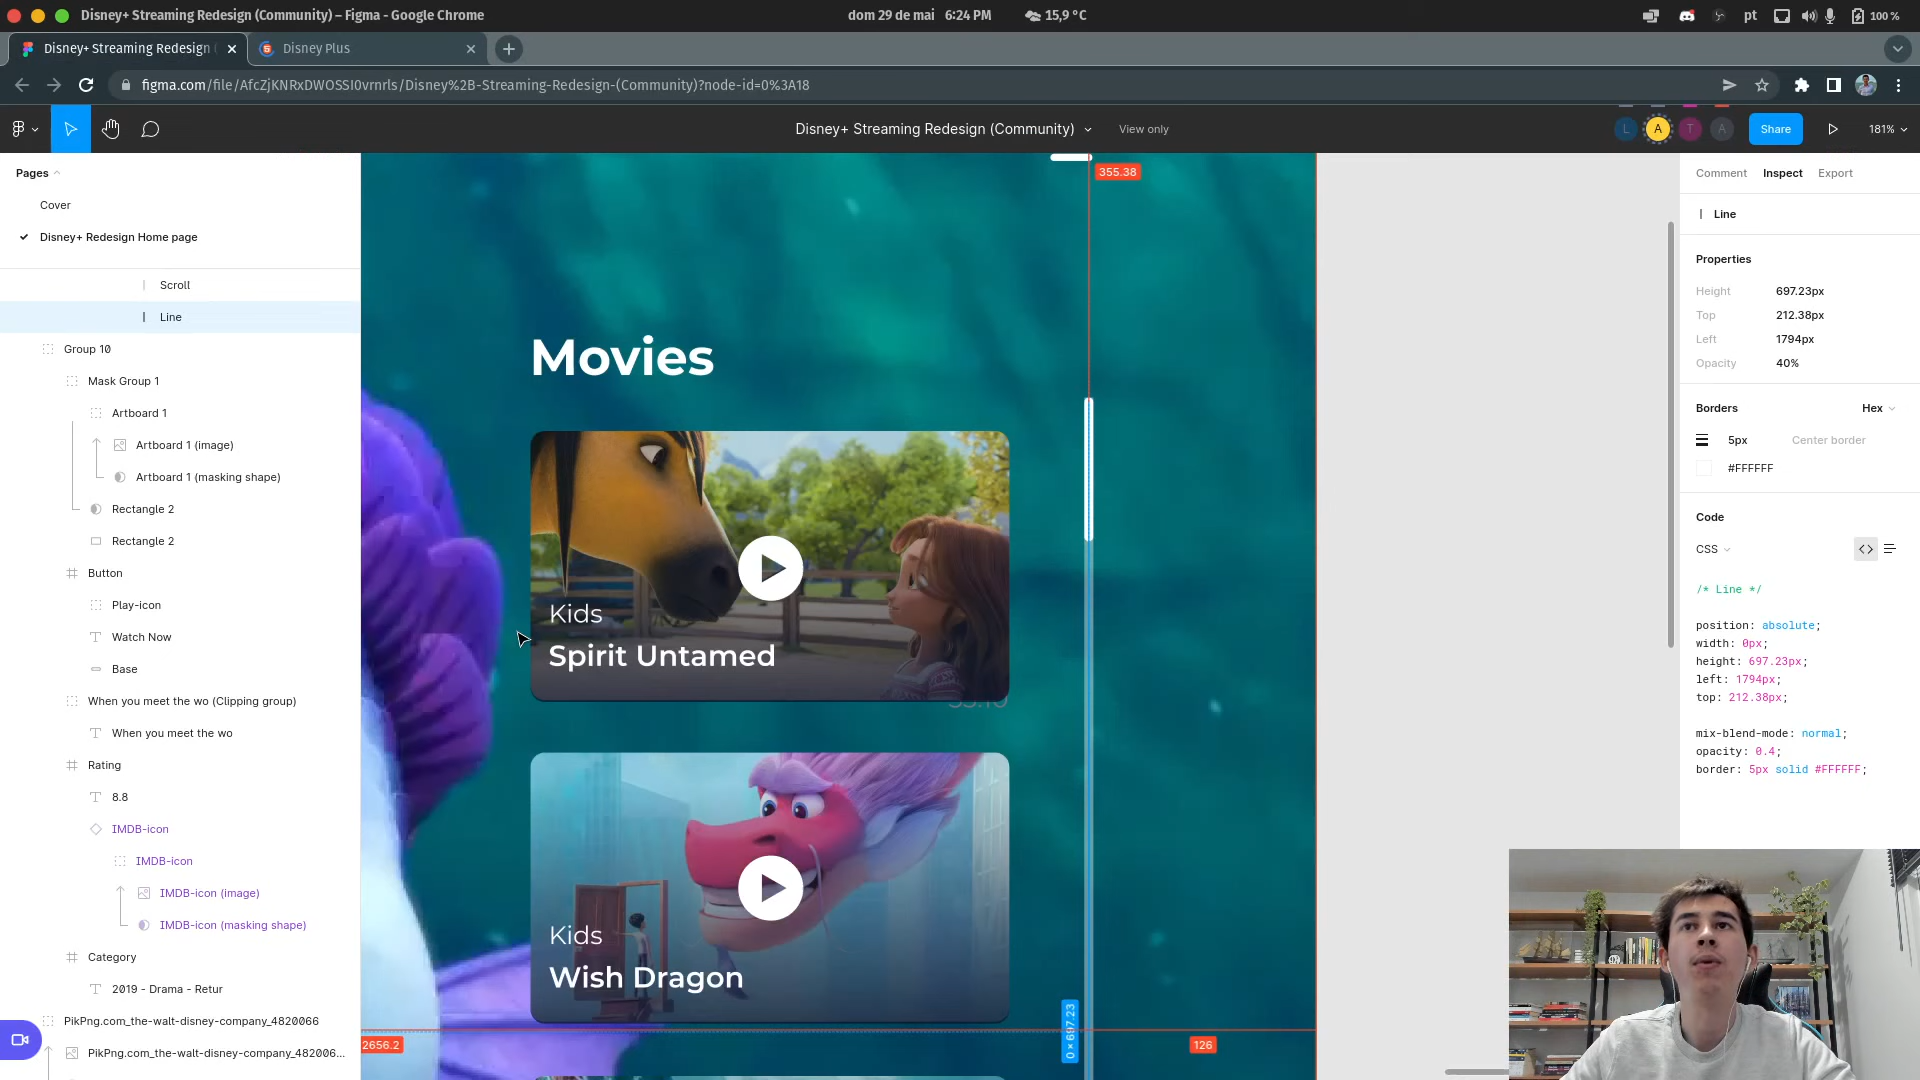 Disney+ Streaming Redesign (Community) – Figma - Google Chrome
dom 29 de mai 6:24 PM
15,9 °C
pt
100 %
Disney+ Streaming Redesign (
Disney Plus
figma.com/file/AfcZjKNRxDWOSSI0vrnrls/Disney%2B-Streaming-Redesign-(Community)?node-id=0%3A18
Disney+ Streaming Redesign (Community)
View only
L
A
T
A
Share
181%
Pages
Cover
Disney+ Redesign Home page
Scroll
Line
Group 10
Mask Group 1
Artboard 1
Artboard 1 (image)
Artboard 1 (masking shape)
Rectangle 2
Rectangle 2
Button
Play-icon
Watch Now
Base
When you meet the wo (Clipping group)
When you meet the wo
Rating
8.8
IMDB-icon
IMDB-icon
IMDB-icon (image)
IMDB-icon (masking shape)
Category
2019 - Drama - Retur
PikPng.com_the-walt-disney-company_4820066
PikPng.com_the-walt-disney-company_482006...
355.38
Movies
Kids
Spirit Untamed
Kids
Wish Dragon
2656.2
0 × 697.23
126
Comment
Inspect
Export
Line
Properties
Height 697.23px
Top 212.38px
Left 1794px
Opacity 40%
Borders
Hex
5px
Center border
#FFFFFF
Code
CSS
/* Line */
position: absolute;
width: 0px;
height: 697.23px;
left: 1794px;
top: 212.38px;
mix-blend-mode: normal;
opacity: 0.4;
border: 5px solid #FFFFFF;